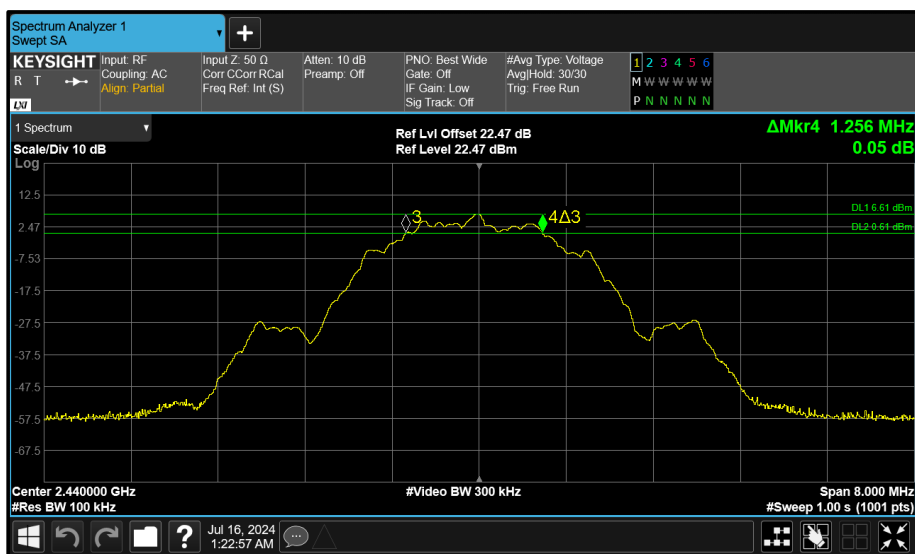 Spectrum Analyzer 1
Swept SA
KEYSIGHT
R T
LXI
Input: RF
Coupling: AC
Align: Partial
Input Z: 50 Ω
Corr CCorr RCal
Freq Ref: Int (S)
Atten: 10 dB
Preamp: Off
PNO: Best Wide
Gate: Off
IF Gain: Low
Sig Track: Off
#Avg Type: Voltage
Avg|Hold: 30/30
Trig: Free Run
1 2 3 4 5 6
M W W W W W
P N N N N N
1 Spectrum
Scale/Div 10 dB
Ref Lvl Offset 22.47 dB
Ref Level 22.47 dBm
ΔMkr4 1.256 MHz
0.05 dB
Log
12.5
2.47
-7.53
-17.5
-27.5
-37.5
-47.5
-57.5
-67.5
3
4Δ3
DL1 6.61 dBm
DL2 0.61 dBm
Center 2.440000 GHz
#Video BW 300 kHz
Span 8.000 MHz
#Res BW 100 kHz
#Sweep 1.00 s (1001 pts)
?
Jul 16, 2024
1:22:57 AM